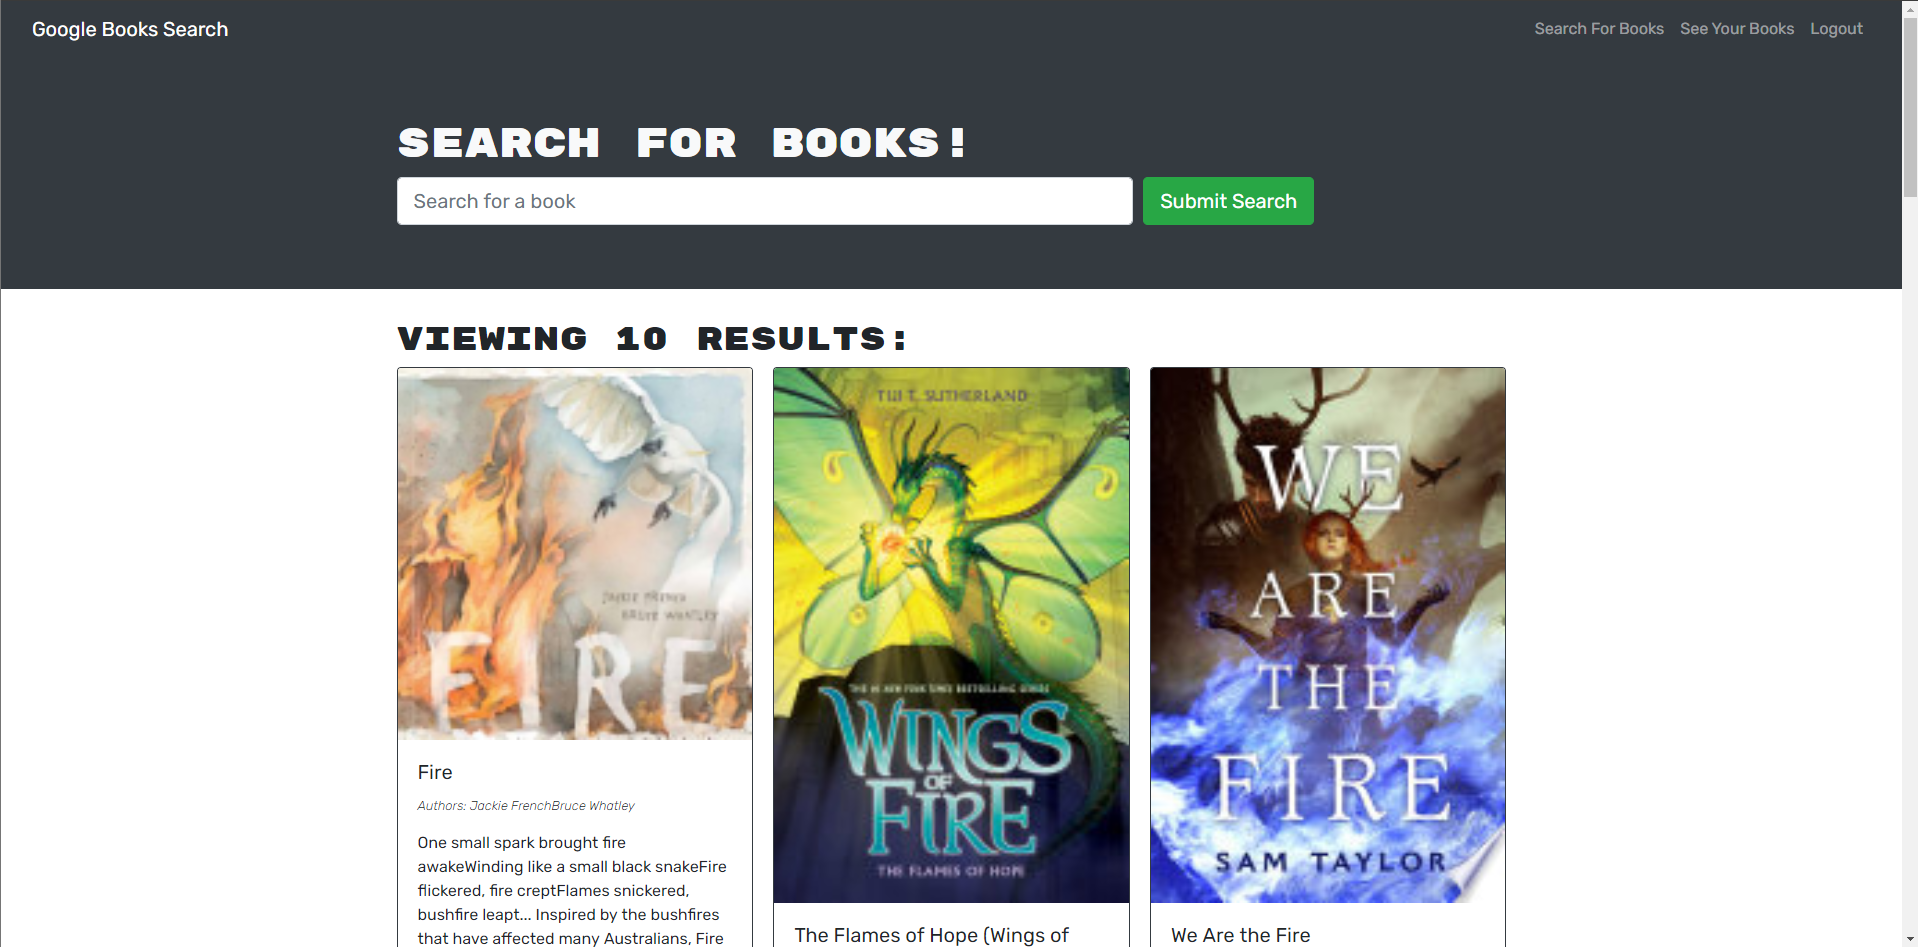 Google Books Search
Search For Books
See Your Books
Logout
SEARCH FOR BOOKS!
Search for a book
Submit Search
VIEWING 10 RESULTS:
JACKIE FRENCH
BRUCE WHATLEY
FIRE
Fire
Authors: Jackie FrenchBruce Whatley
One small spark brought fire
awakeWinding like a small black snakeFire
flickered, fire creptFlames snickered,
bushfire leapt... Inspired by the bushfires
that have affected many Australians, Fire
TUI T. SUTHERLAND
THE #1 NEW YORK TIMES BESTSELLING SERIES
WINGS
OF
FIRE
THE FLAMES OF HOPE
The Flames of Hope (Wings of
WE
ARE
THE
FIRE
SAM TAYLOR
We Are the Fire